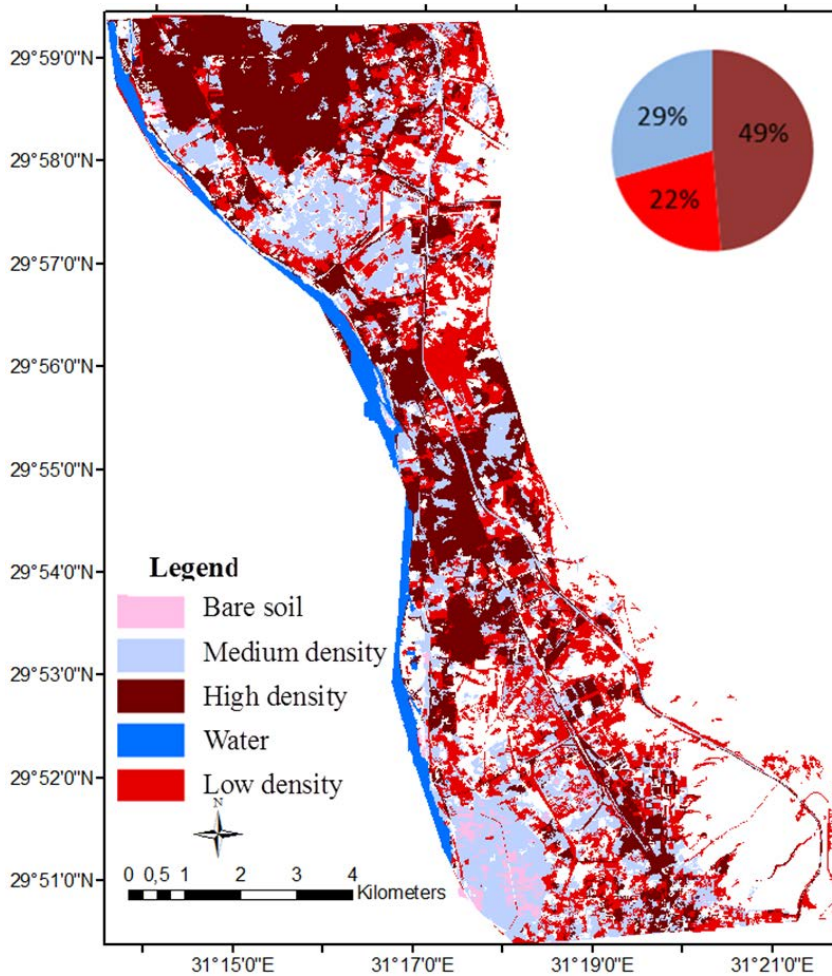 29°59'0"N
29%
49%
29°58'0"N
22%
29°57'0"N
29°56'0"N
29°55'0"N
29°54'0"N
Legend
Bare soil
Medium density
29°53'0"N
High density
Water
29°52'0"N
Low density
N
29°51'0"N
0 0,5 1 2 3 4
Kilometers
31°15'0"E 31°17'0"E 31°19'0"E 31°21'0"E